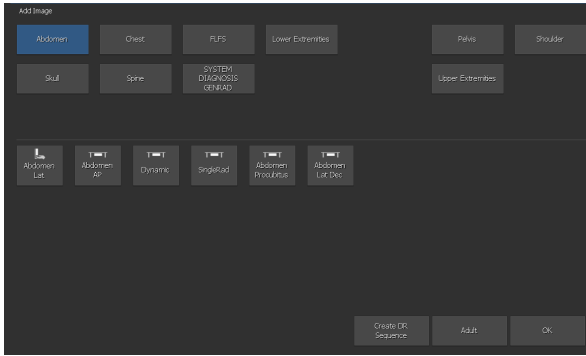 Add Image
Abdomen
Chest
FLFS
Lower Extremities
Pelvis
Shoulder
Skull
Spine
SYSTEM
DIAGNOSIS
GENRAD
Upper Extremities
Abdomen
Lat
Abdomen
AP
Dynamic
SingleRad
Abdomen
Procubitus
Abdomen
Lat Dec
Create DR
Sequence
Adult
OK